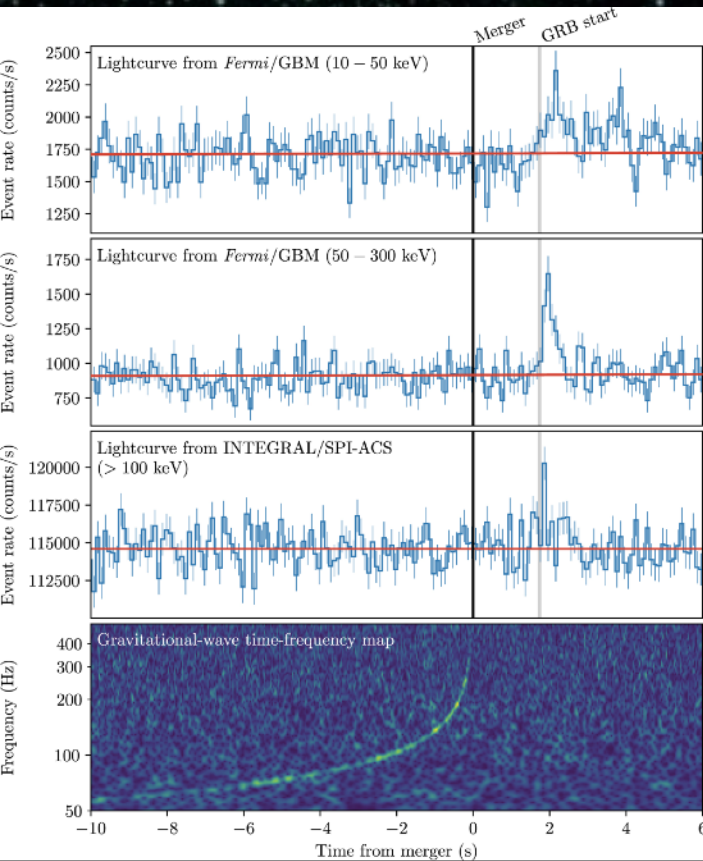 Merger
GRB start
Lightcurve from Fermi/GBM (10 − 50 keV)
Event rate (counts/s)
2500
2250
2000
1750
1500
1250
Lightcurve from Fermi/GBM (50 − 300 keV)
Event rate (counts/s)
1750
1500
1250
1000
750
Lightcurve from INTEGRAL/SPI-ACS
(> 100 keV)
Event rate (counts/s)
120000
117500
115000
112500
Gravitational-wave time-frequency map
Frequency (Hz)
400
300
200
100
50
−10 −8 −6 −4 −2 0 2 4 6
Time from merger (s)